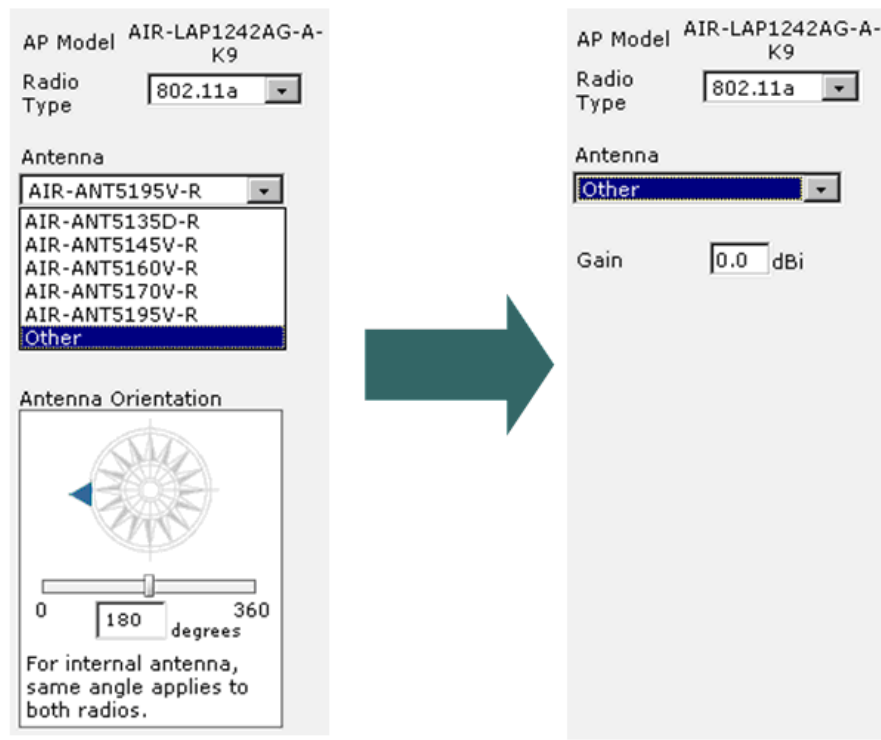 AP Model AIR-LAP1242AG-A-
K9
Radio
Type 802.11a
Antenna
AIR-ANT5195V-R
AIR-ANT5135D-R
AIR-ANT5145V-R
AIR-ANT5160V-R
AIR-ANT5170V-R
AIR-ANT5195V-R
Other
Antenna Orientation
0 180 degrees 360
For internal antenna,
same angle applies to
both radios.
AP Model AIR-LAP1242AG-A-
K9
Radio
Type 802.11a
Antenna
Other
Gain 0.0 dBi